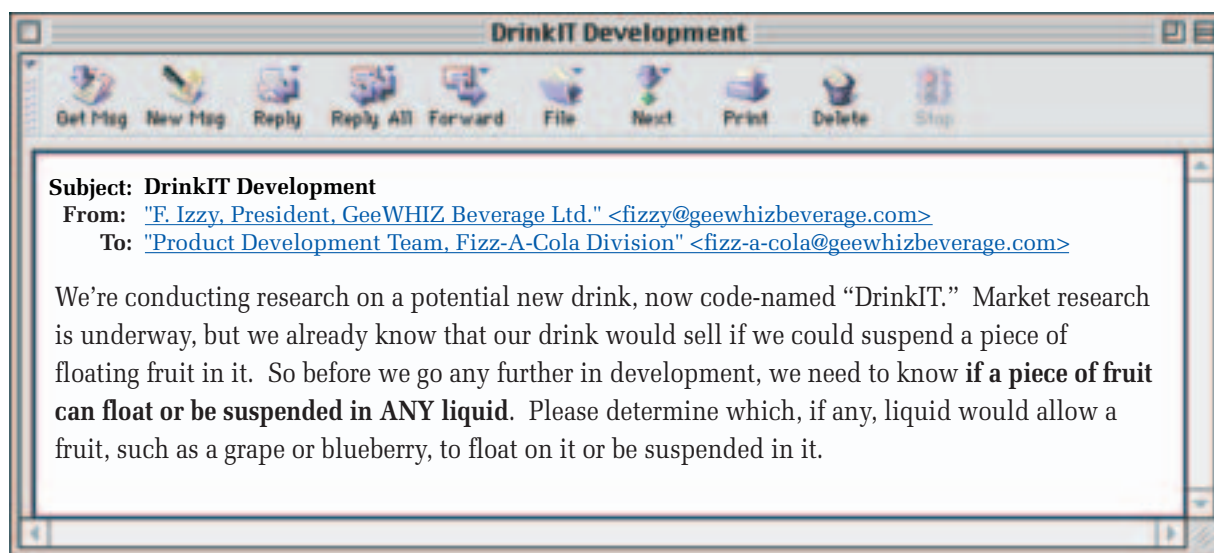 DrinkIT Development
Get Msg New Msg Reply Reply All Forward File Next Print Delete Stop
Subject: DrinkIT Development
From: "F. Izzy, President, GeeWHIZ Beverage Ltd." <fizzy@geewhizbeverage.com>
To: "Product Development Team, Fizz-A-Cola Division" <fizz-a-cola@geewhizbeverage.com>
We’re conducting research on a potential new drink, now code-named “DrinkIT.” Market research
is underway, but we already know that our drink would sell if we could suspend a piece of
floating fruit in it. So before we go any further in development, we need to know if a piece of fruit
can float or be suspended in ANY liquid. Please determine which, if any, liquid would allow a
fruit, such as a grape or blueberry, to float on it or be suspended in it.